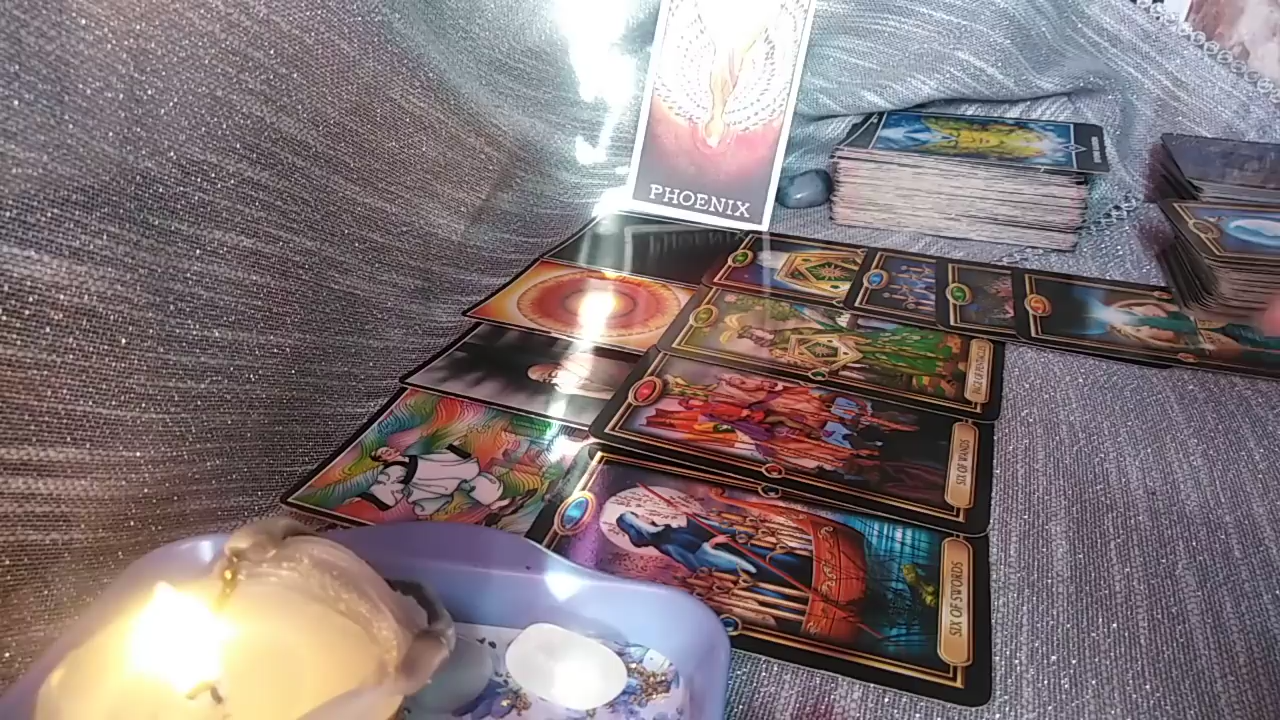 PHOENIX
PAGE OF PENTACLES
SIX OF WANDS
SIX OF SWORDS